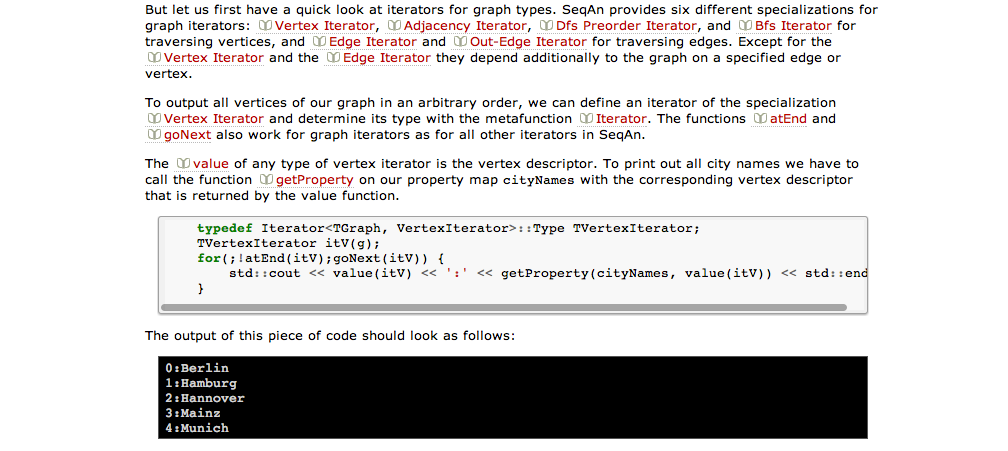 But let us first have a quick look at iterators for graph types. SeqAn provides six different specializations for
graph iterators: Vertex Iterator, Adjacency Iterator, Dfs Preorder Iterator, and Bfs Iterator for
traversing vertices, and Edge Iterator and Out-Edge Iterator for traversing edges. Except for the
Vertex Iterator and the Edge Iterator they depend additionally to the graph on a specified edge or
vertex.
To output all vertices of our graph in an arbitrary order, we can define an iterator of the specialization
Vertex Iterator and determine its type with the metafunction Iterator. The functions atEnd and
goNext also work for graph iterators as for all other iterators in SeqAn.
The value of any type of vertex iterator is the vertex descriptor. To print out all city names we have to
call the function getProperty on our property map cityNames with the corresponding vertex descriptor
that is returned by the value function.
typedef Iterator<TGraph, VertexIterator>::Type TVertexIterator;
TVertexIterator itV(g);
for(;!atEnd(itV);goNext(itV)) {
std::cout << value(itV) << ':' << getProperty(cityNames, value(itV)) << std::end
}
The output of this piece of code should look as follows:
0:Berlin
1:Hamburg
2:Hannover
3:Mainz
4:Munich